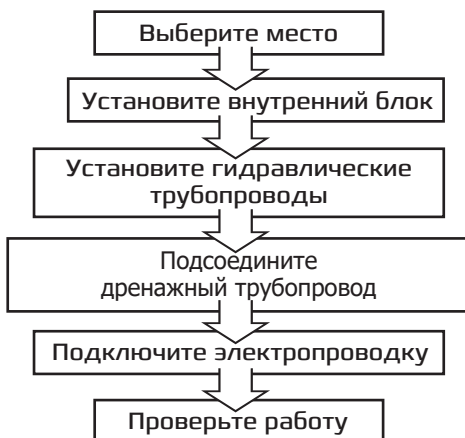 Выберите место
Установите внутренний блок
Установите гидравлические
трубопроводы
Подсоедините
дренажный трубопровод
Подключите электропроводку
Проверьте работу